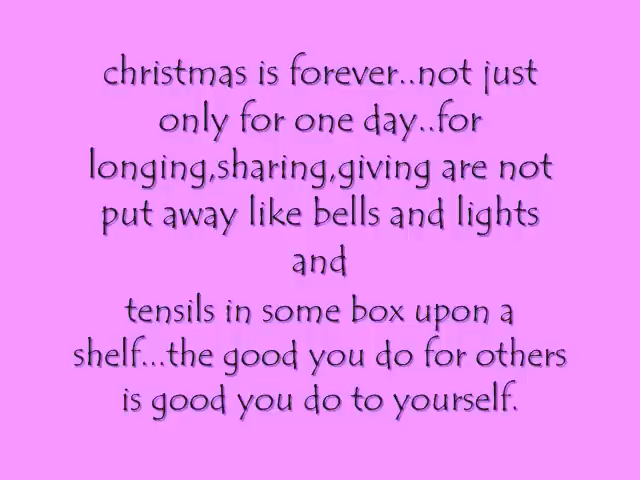 christmas is forever..not just
only for one day..for
longing,sharing,giving are not
put away like bells and lights
and
tensils in some box upon a
shelf...the good you do for others
is good you do to yourself.